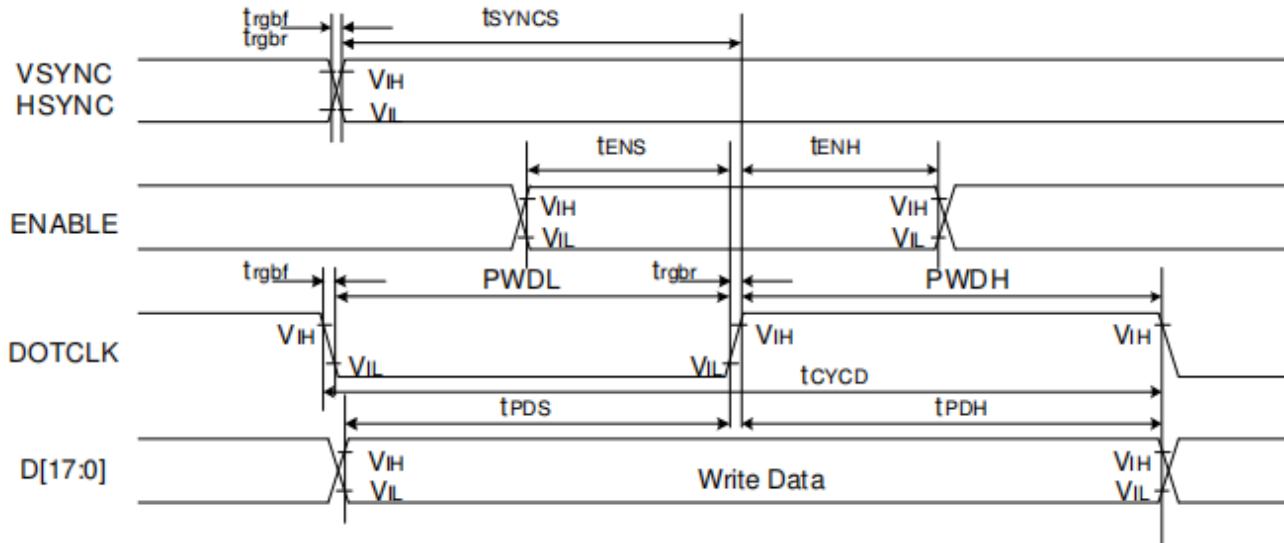 trgbf
trgbr
tSYNCS
VSYNC
HSYNC
VIH
VIL
tENS
tENH
ENABLE
VIH
VIH
VIL
VIL
trgbf
PWDL
trgbr
PWDH
DOTCLK
VIH
VIH
VIH
VIL
VIL
tCYCD
tPDS
tPDH
D[17:0]
VIH
VIH
VIL
Write Data
VIL